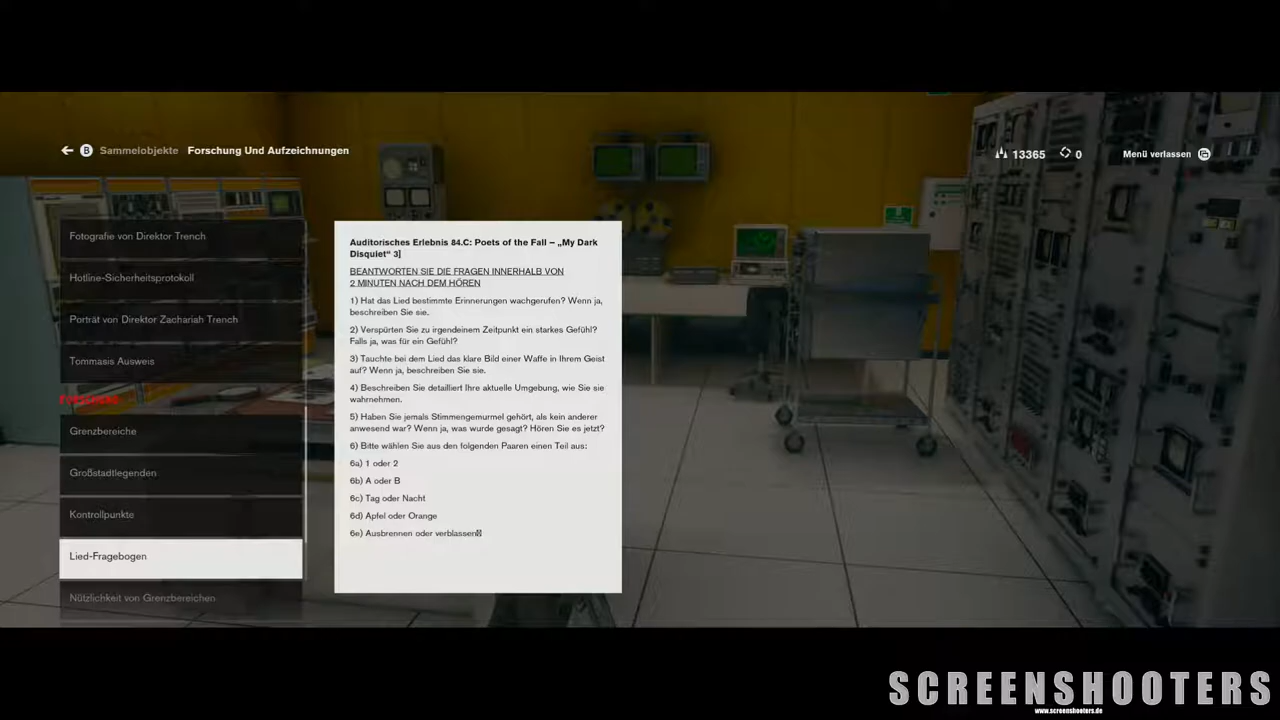 B Sammelobjekte Forschung Und Aufzeichnungen
13365 0 Menü verlassen
Fotografie von Direktor Trench
Hotline-Sicherheitsprotokoll
Porträt von Direktor Zachariah Trench
Tommasis Ausweis
Grenzbereiche
Großstadtlegenden
Kontrollpunkte
Lied-Fragebogen
Nützlichkeit von Grenzbereichen
Auditorisches Erlebnis 84.C: Poets of the Fall – „My Dark
Disquiet“ 3]
BEANTWORTEN SIE DIE FRAGEN INNERHALB VON
2 MINUTEN NACH DEM HÖREN
1) Hat das Lied bestimmte Erinnerungen wachgerufen? Wenn ja,
beschreiben Sie sie.
2) Verspürten Sie zu irgendeinem Zeitpunkt ein starkes Gefühl?
Falls ja, was für ein Gefühl?
3) Tauchte bei dem Lied das klare Bild einer Waffe in Ihrem Geist
auf? Wenn ja, beschreiben Sie sie.
4) Beschreiben Sie detailliert Ihre aktuelle Umgebung, wie Sie sie
wahrnehmen.
5) Haben Sie jemals Stimmengemurmel gehört, als kein anderer
anwesend war? Wenn ja, was wurde gesagt? Hören Sie es jetzt?
6) Bitte wählen Sie aus den folgenden Paaren einen Teil aus:
6a) 1 oder 2
6b) A oder B
6c) Tag oder Nacht
6d) Apfel oder Orange
6e) Ausbrennen oder verblassen
SCREENSHOOTERS
www.screenshooters.de